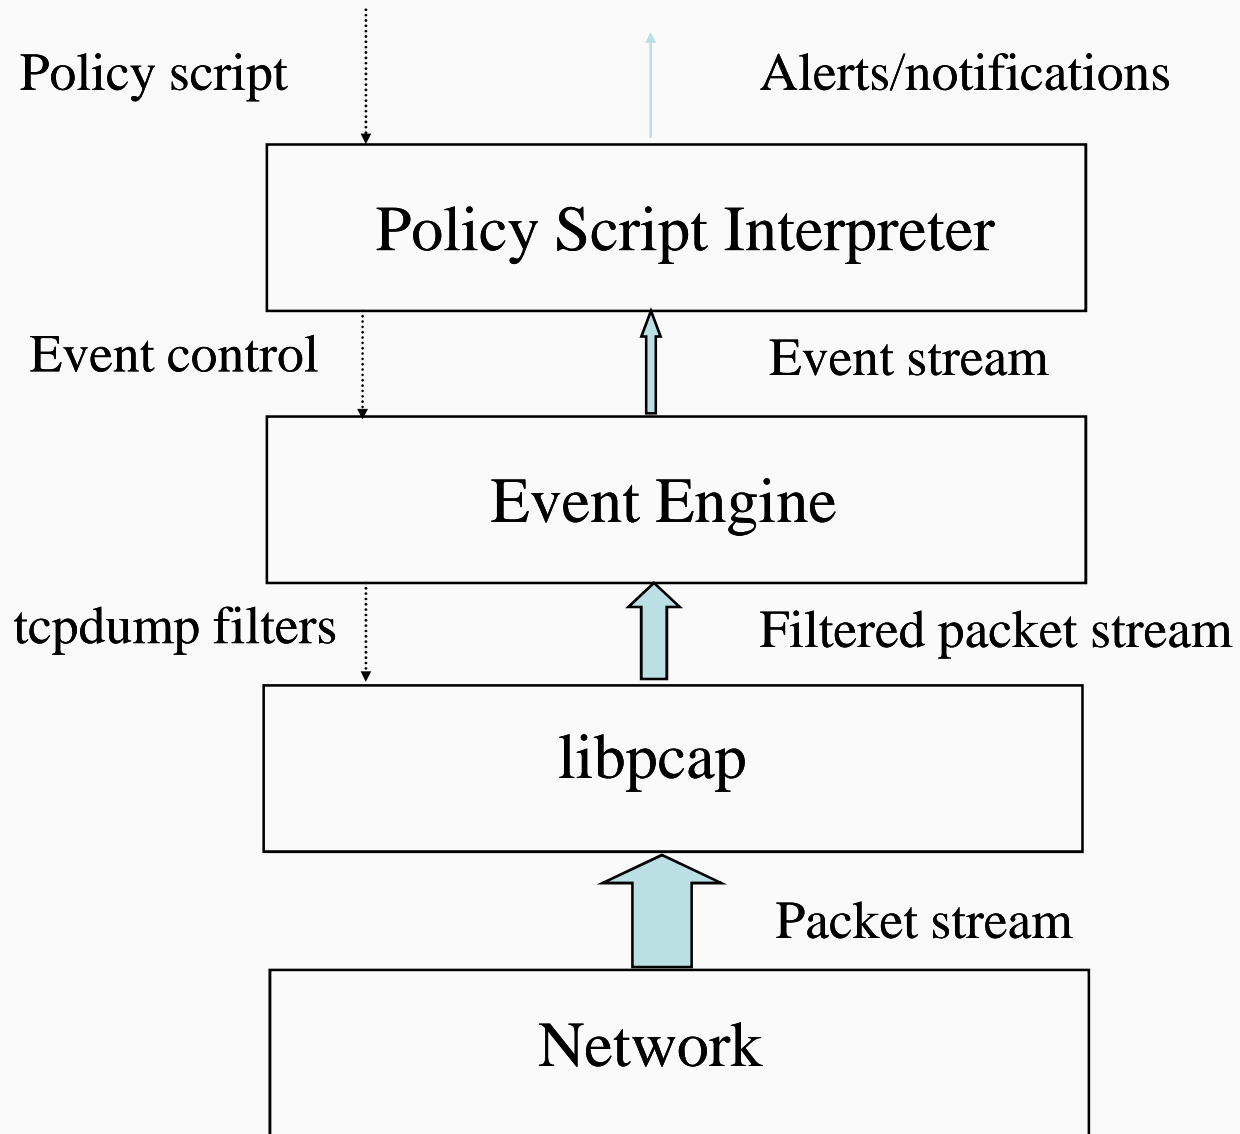 Policy script
Alerts/notifications
Policy Script Interpreter
Event control
Event stream
Event Engine
tcpdump filters
Filtered packet stream
libpcap
Packet stream
Network